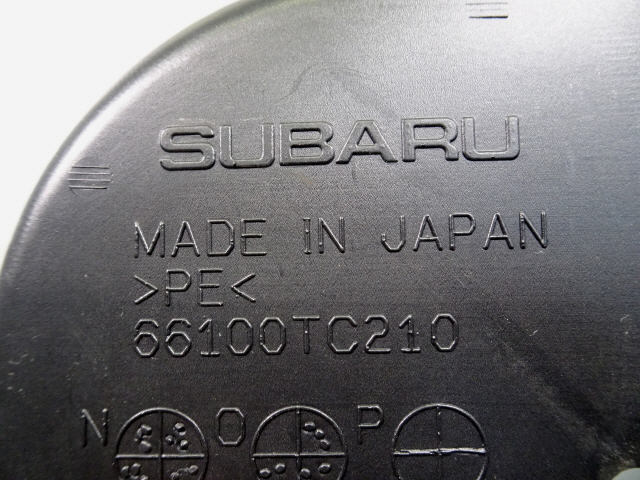 SUBARU
MADE IN JAPAN
>PE<
66100TC210
N O P